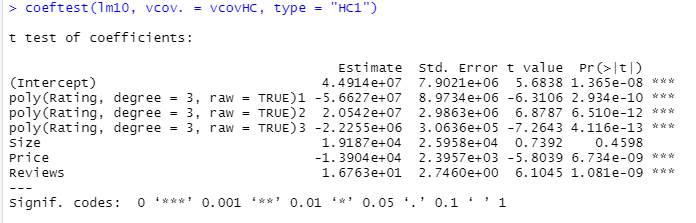 > coeftest(lm10, vcov. = vcovHC, type = "HC1")
t test of coefficients:
Estimate Std. Error t value Pr(>|t|)
(Intercept) 4.4914e+07 7.9021e+06 5.6838 1.365e-08 ***
poly(Rating, degree = 3, raw = TRUE)1 -5.6627e+07 8.9734e+06 -6.3106 2.934e-10 ***
poly(Rating, degree = 3, raw = TRUE)2 2.0542e+07 2.9863e+06 6.8787 6.510e-12 ***
poly(Rating, degree = 3, raw = TRUE)3 -2.2255e+06 3.0636e+05 -7.2643 4.116e-13 ***
Size 1.9187e+04 2.5958e+04 0.7392 0.4598
Price -1.3904e+04 2.3957e+03 -5.8039 6.734e-09 ***
Reviews 1.6763e+01 2.7460e+00 6.1045 1.081e-09 ***
---
Signif. codes: 0 ‘***’ 0.001 ‘**’ 0.01 ‘*’ 0.05 ‘.’ 0.1 ‘ ’ 1